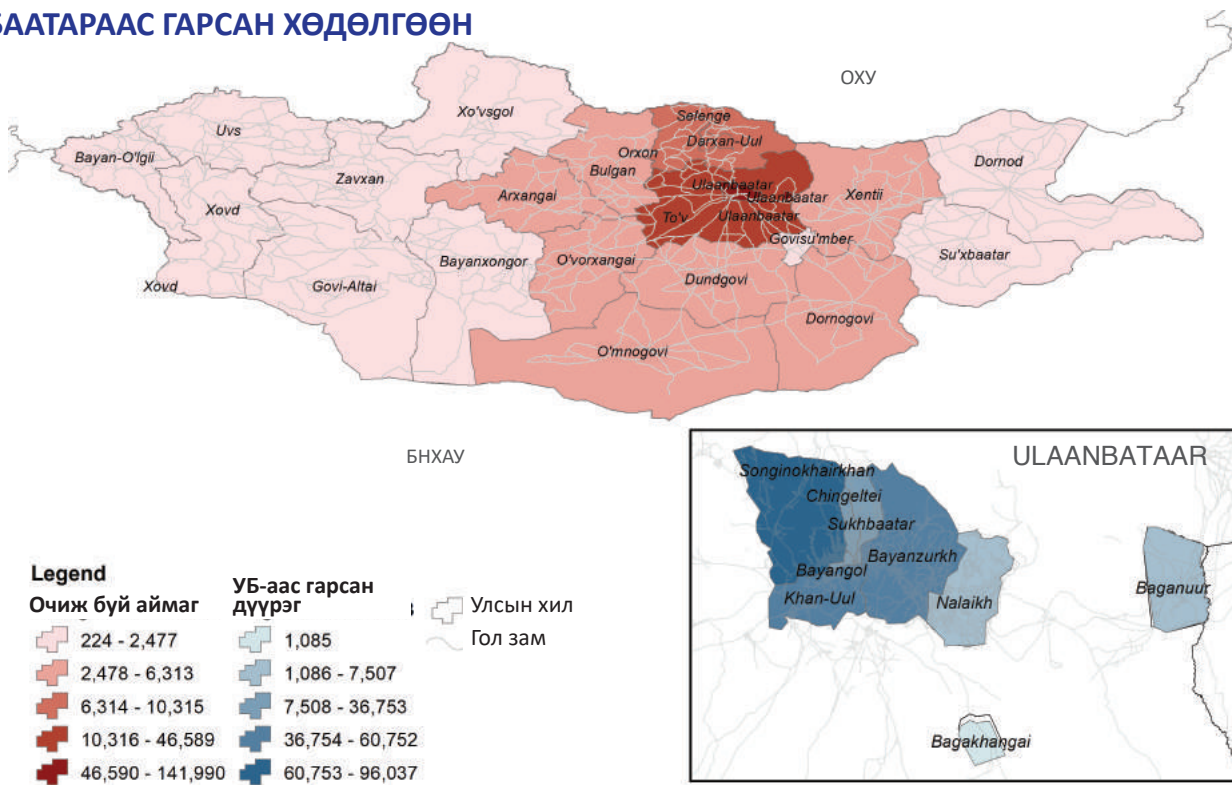 БААТАРААС ГАРСАН ХӨДӨЛГӨӨН
ОХУ
Xo'vsgol
Uvs
Bayan-O'lgii
Xovd
Zavxan
Xovd
Govi-Altai
Bayanxongor
Arxangai
Orxon
Bulgan
Selenge
Darxan-Uul
Ulaanbaatar
Ulaanbaatar
To'v
Ulaanbaatar
Govisu'mber
Xentii
Dornod
Su'xbaatar
O'vorxangai
Dundgovi
Dornogovi
O'mnogovi
БНХАУ
ULAANBATAAR
Songinokhairkhan
Chingeltei
Sukhbaatar
Bayanzurkh
Bayangol
Khan-Uul
Nalaikh
Baganuur
Bagakhangai
Legend
Очиж буй аймаг
224 - 2,477
2,478 - 6,313
6,314 - 10,315
10,316 - 46,589
46,590 - 141,990
УБ-аас гарсан
дүүрэг
1,085
1,086 - 7,507
7,508 - 36,753
36,754 - 60,752
60,753 - 96,037
Улсын хил
Гол зам